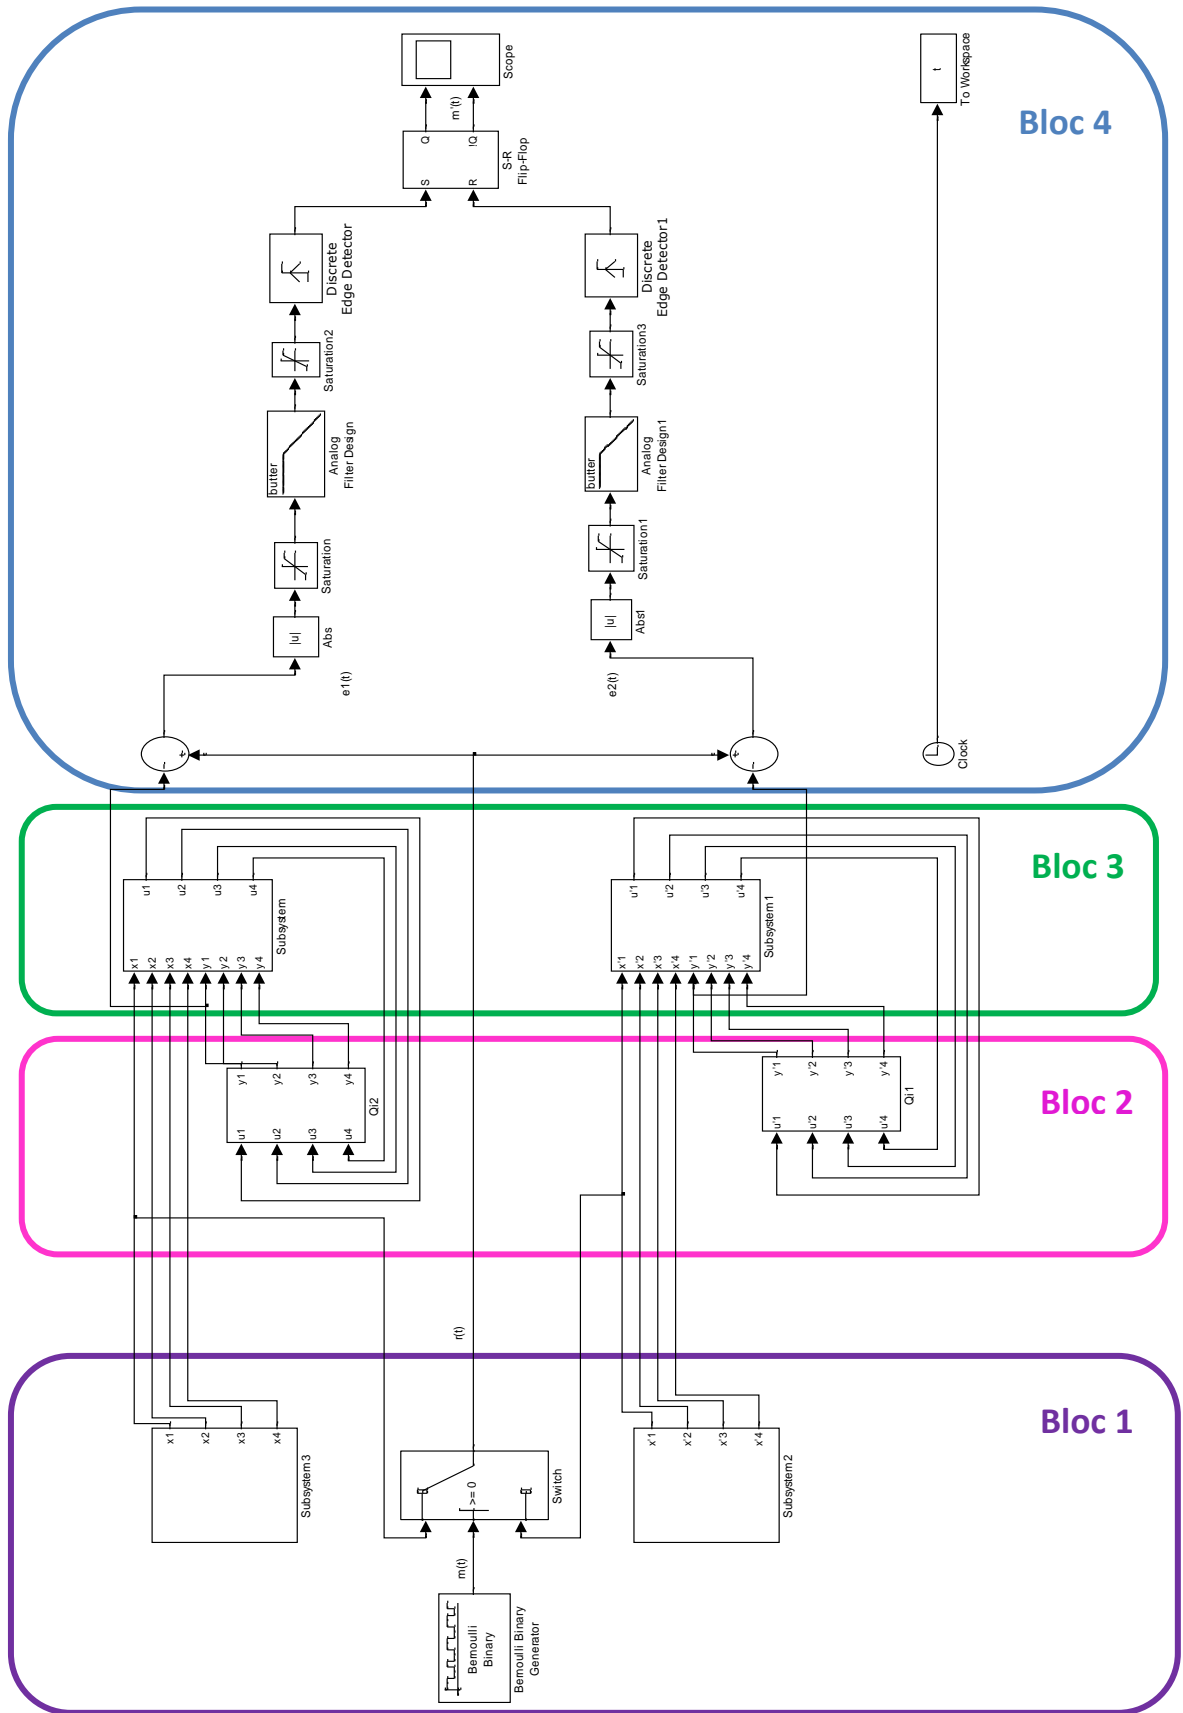 Bloc 4
Scope
m'(t)
Q
!Q
S
R
S-R
Flip-Flop
t
To Workspace
Discrete
Edge Detector
Discrete
Edge Detector1
Saturation2
Saturation3
butter
Analog
Filter Design
butter
Analog
Filter Design1
Saturation
Saturation1
|u|
Abs
|u|
Abs1
e1(t)
e2(t)
Clock
Bloc 3
u1
u2
u3
u4
x1
x2
x3
x4
y1
y2
y3
y4
Subsystem
u'1
u'2
u'3
u'4
x'1
x'2
x'3
x'4
y'1
y'2
y'3
y'4
Subsystem1
Bloc 2
y1
y2
y3
y4
u1
u2
u3
u4
Qi2
y'1
y'2
y'3
y'4
u'1
u'2
u'3
u'4
Qi1
r(t)
Bloc 1
x1
x2
x3
x4
Subsystem3
>= 0
Switch
x'1
x'2
x'3
x'4
Subsystem2
m(t)
Bernoulli
Binary
Bernoulli Binary
Generator